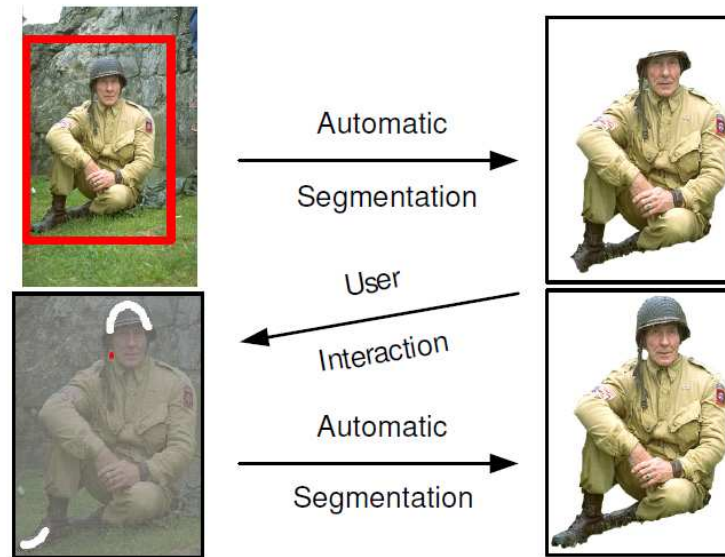 Automatic
Segmentation
User
Interaction
Automatic
Segmentation